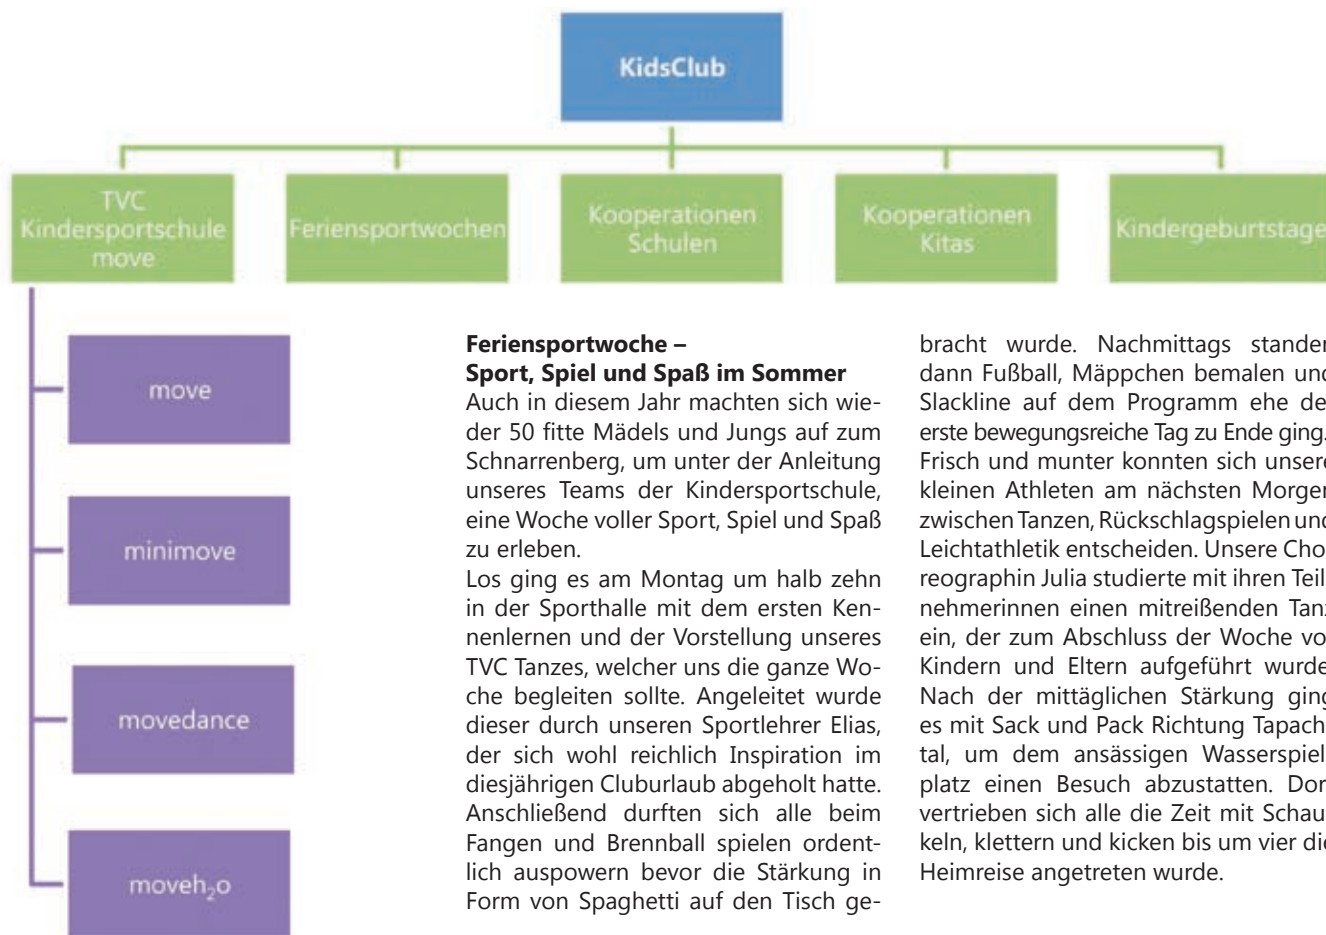 KidsClub
TVC
Kindersportschule
move
Feriensportwochen
Kooperationen
Schulen
Kooperationen
Kitas
Kindergeburtstage
move
minimove
movedance
moveh₂o
Feriensportwoche –
Sport, Spiel und Spaß im Sommer
Auch in diesem Jahr machten sich wie-
der 50 fitte Mädels und Jungs auf zum
Schnarrenberg, um unter der Anleitung
unseres Teams der Kindersportschule,
eine Woche voller Sport, Spiel und Spaß
zu erleben.
Los ging es am Montag um halb zehn
in der Sporthalle mit dem ersten Ken-
nenlernen und der Vorstellung unseres
TVC Tanzes, welcher uns die ganze Wo-
che begleiten sollte. Angeleitet wurde
dieser durch unseren Sportlehrer Elias,
der sich wohl reichlich Inspiration im
diesjährigen Cluburlaub abgeholt hatte.
Anschließend durften sich alle beim
Fangen und Brennball spielen ordent-
lich auspowern bevor die Stärkung in
Form von Spaghetti auf den Tisch ge-
bracht wurde. Nachmittags standen
dann Fußball, Mäppchen bemalen und
Slackline auf dem Programm ehe de
erste bewegungsreiche Tag zu Ende ging.
Frisch und munter konnten sich unsere
kleinen Athleten am nächsten Morgen
zwischen Tanzen, Rückschlagspielen und
Leichtathletik entscheiden. Unsere Cho
reographin Julia studierte mit ihren Teil
nehmerinnen einen mitreißenden Tanz
ein, der zum Abschluss der Woche vo
Kindern und Eltern aufgeführt wurde
Nach der mittäglichen Stärkung ging
es mit Sack und Pack Richtung Tapach
tal, um dem ansässigen Wasserspiel
platz einen Besuch abzustatten. Dor
vertrieben sich alle die Zeit mit Schau
keln, klettern und kicken bis um vier die
Heimreise angetreten wurde.